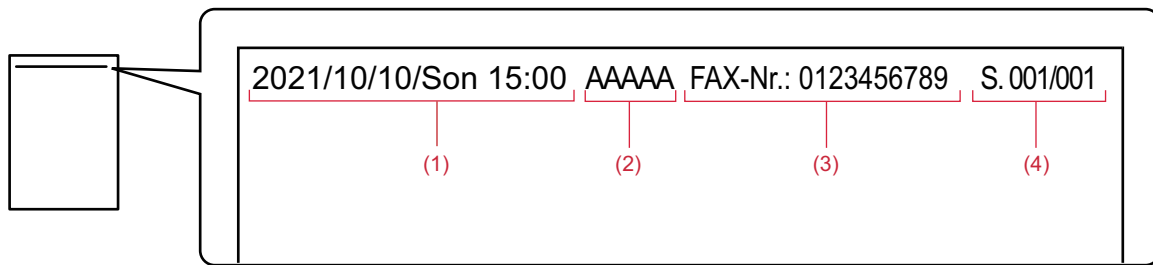 2021/10/10/Son 15:00 AAAAA FAX-Nr.: 0123456789 S. 001/001
(1) (2) (3) (4)